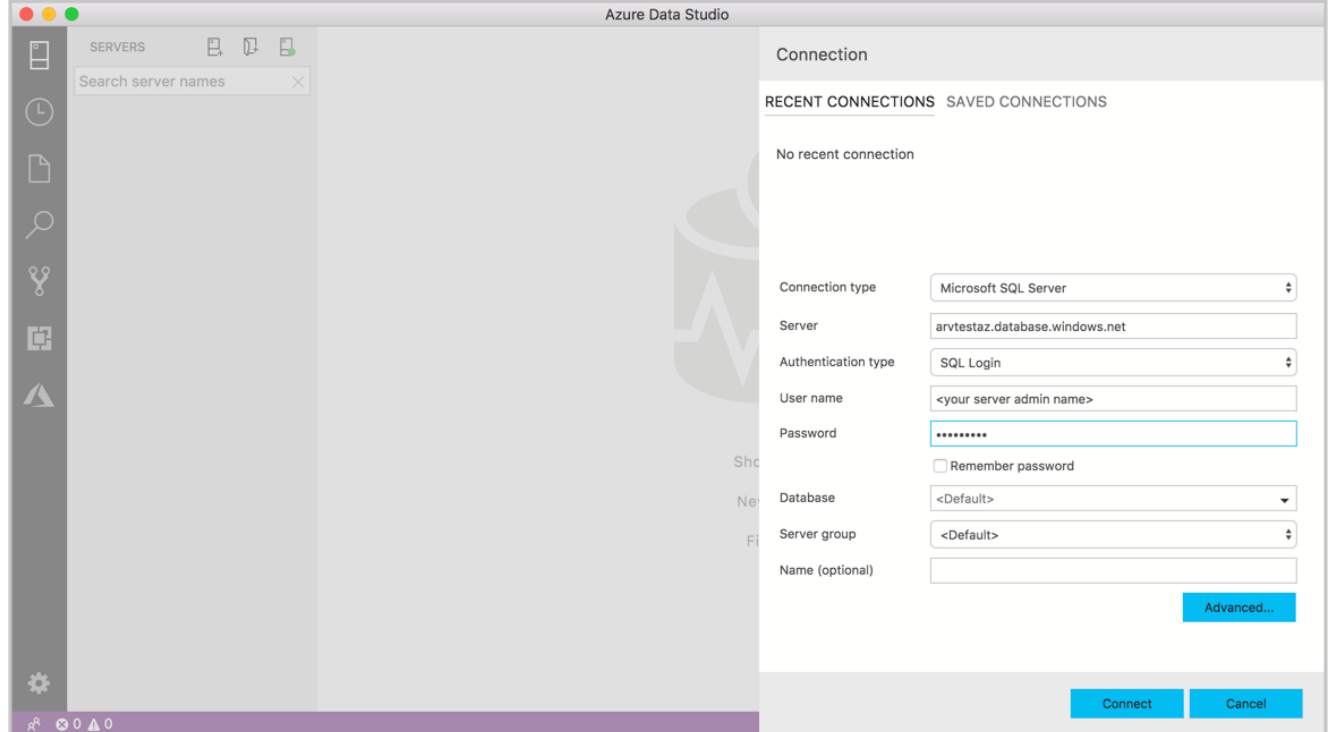 Azure Data Studio
SERVERS
Search server names
Connection
RECENT CONNECTIONS SAVED CONNECTIONS
No recent connection
Connection type Microsoft SQL Server
Server arvtestaz.database.windows.net
Authentication type SQL Login
User name <your server admin name>
Password •••••••••
Remember password
Database <Default>
Server group <Default>
Name (optional)
Advanced...
Connect Cancel
0 0